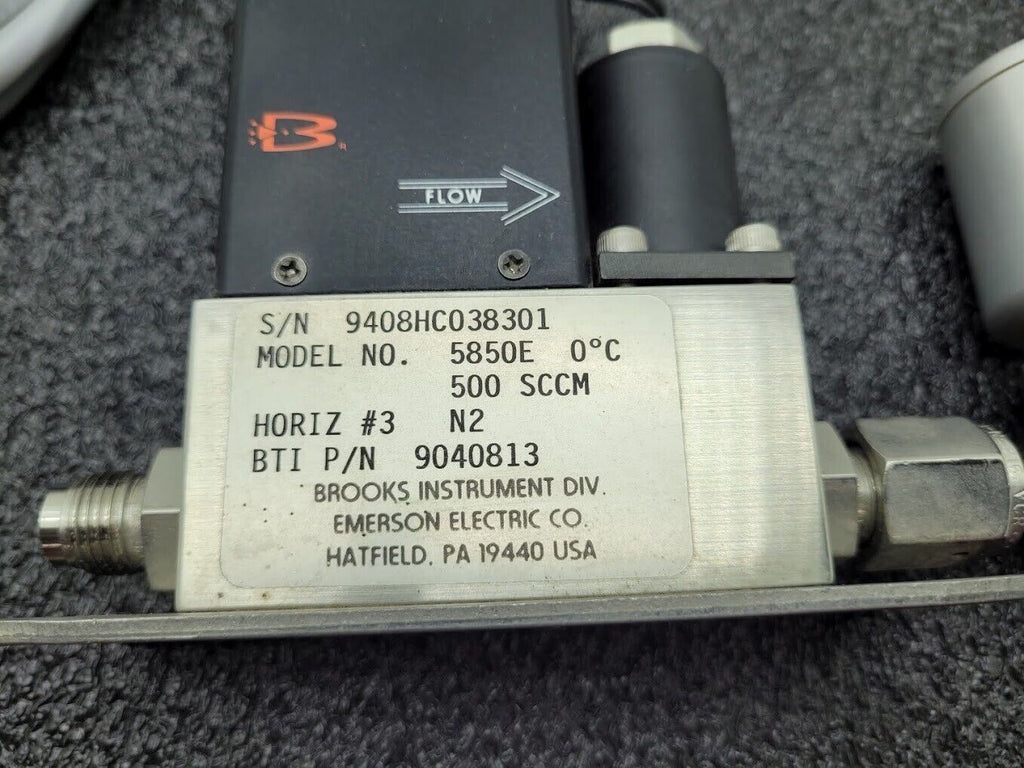 B
FLOW
S/N 9408HC038301
MODEL NO. 5850E 0°C
500 SCCM
HORIZ #3 N2
BTI P/N 9040813
BROOKS INSTRUMENT DIV.
EMERSON ELECTRIC CO.
HATFIELD, PA 19440 USA
VCR